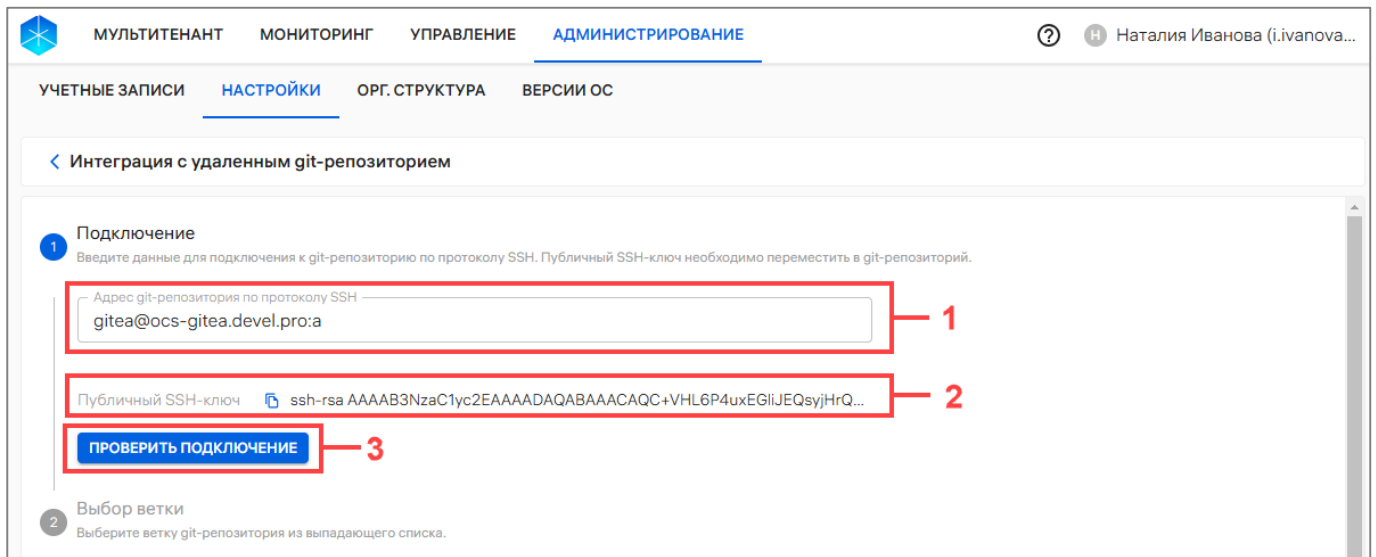 МУЛЬТИТЕНАНТ МОНИТОРИНГ УПРАВЛЕНИЕ АДМИНИСТРИРОВАНИЕ ? Н Наталия Иванова (i.ivanova...
УЧЕТНЫЕ ЗАПИСИ НАСТРОЙКИ ОРГ. СТРУКТУРА ВЕРСИИ ОС
Интеграция с удаленным git-репозиторием
1 Подключение
Введите данные для подключения к git-репозиторию по протоколу SSH. Публичный SSH-ключ необходимо переместить в git-репозиторий.
Адрес git-репозитория по протоколу SSH
gitea@ocs-gitea.devel.pro:a
1
Публичный SSH-ключ ssh-rsa AAAAB3NzaC1yc2EAAAADAQABAAACAQC+VHL6P4uxEGliJEQsyjHrQ...
2
ПРОВЕРИТЬ ПОДКЛЮЧЕНИЕ
3
2 Выбор ветки
Выберите ветку git-репозитория из выпадающего списка.